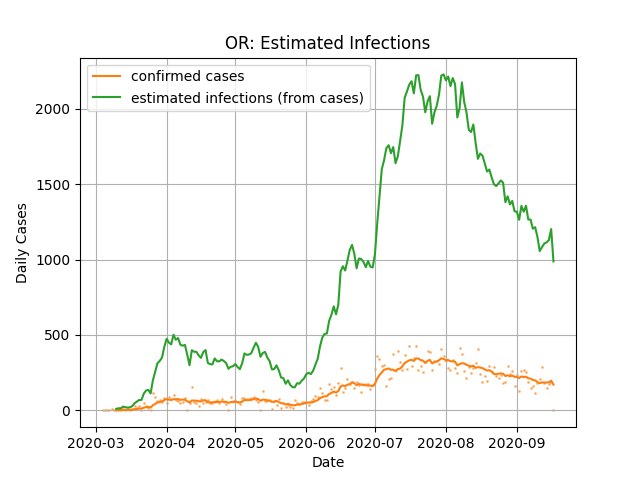 OR: Estimated Infections
confirmed cases
estimated infections (from cases)
Daily Cases
2000
1500
1000
500
0
2020-03 2020-04 2020-05 2020-06 2020-07 2020-08 2020-09
Date